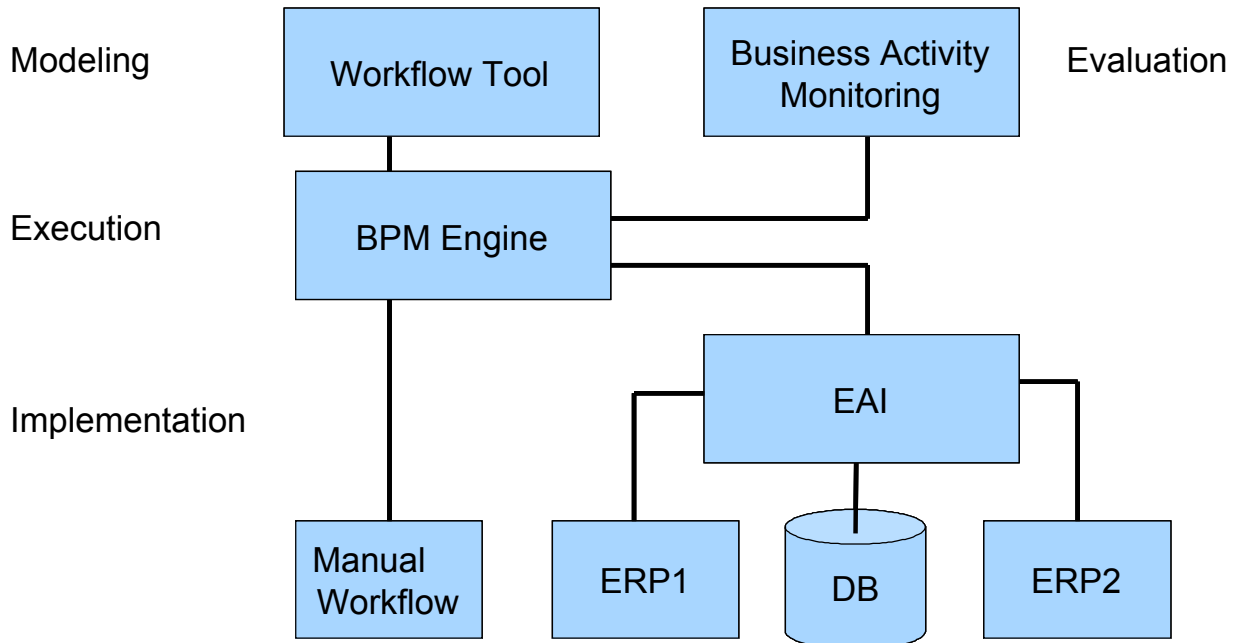 Modeling
Workflow Tool
Business Activity
Monitoring
Evaluation
Execution
BPM Engine
Implementation
EAI
Manual
Workflow
ERP1
DB
ERP2